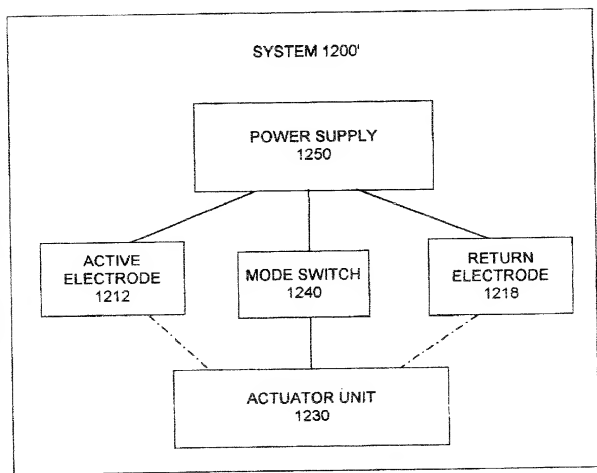 SYSTEM 1200'
POWER SUPPLY
1250
ACTIVE
ELECTRODE
1212
MODE SWITCH
1240
RETURN
ELECTRODE
1218
ACTUATOR UNIT
1230